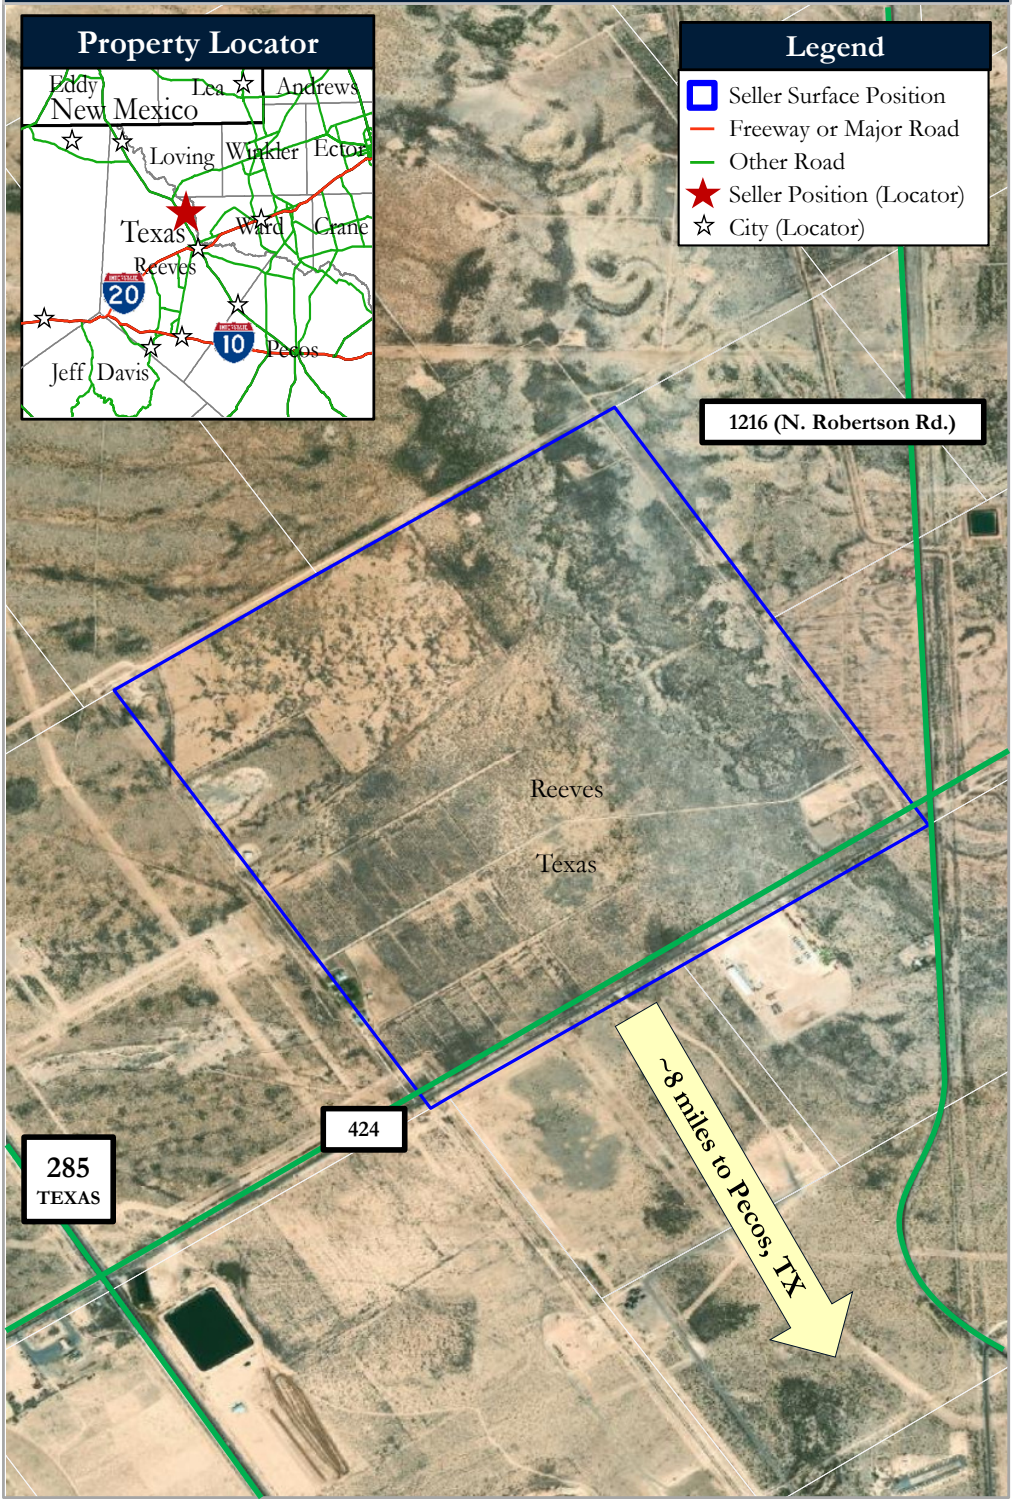 Property Locator
Eddy
Lea
Andrews
New Mexico
Loving
Winkler
Ector
Texas
Ward
Crane
Reeves
INTERSTATE
20
INTERSTATE
10
Pecos
Jeff Davis
Legend
Seller Surface Position
Freeway or Major Road
Other Road
Seller Position (Locator)
City (Locator)
1216 (N. Robertson Rd.)
Reeves
Texas
~8 miles to Pecos, TX
424
285
TEXAS